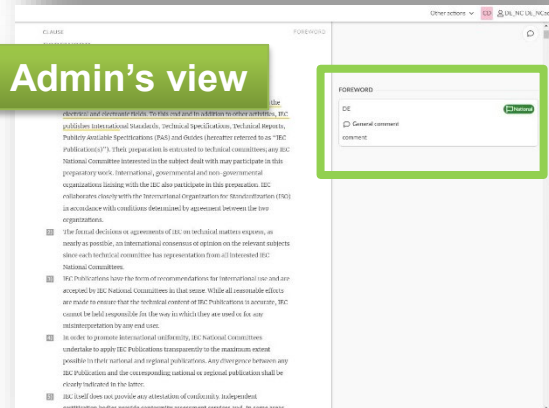 Other actions
CD
DI_NC DI_NCad
CLAUSE
FOREWORD
Admin's view
the
electrical and electronic fields. To this end and in addition to other activities, IEC
publishes International Standards, Technical Specifications, Technical Reports,
Publicly Available Specifications (PAS) and Guides (hereafter referred to as "IEC
Publication(s)"). Their preparation is entrusted to technical committees; any IEC
National Committee interested in the subject dealt with may participate in this
preparatory work. International, governmental and non-governmental
organizations liaising with the IEC also participate in this preparation. IEC
collaborates closely with the International Organization for Standardization (ISO)
in accordance with conditions determined by agreement between the two
organizations.
2) The formal decisions or agreements of IEC on technical matters express, as
nearly as possible, an international consensus of opinion on the relevant subjects
since each technical committee has representation from all interested IEC
National Committees.
3) IEC Publications have the form of recommendations for international use and are
accepted by IEC National Committees in that sense. While all reasonable efforts
are made to ensure that the technical content of IEC Publications is accurate, IEC
cannot be held responsible for the way in which they are used or for any
misinterpretation by any end user.
4) In order to promote international uniformity, IEC National Committees
undertake to apply IEC Publications transparently to the maximum extent
possible in their national and regional publications. Any divergence between any
IEC Publication and the corresponding national or regional publication shall be
clearly indicated in the latter.
5) IEC itself does not provide any attestation of conformity. Independent
FOREWORD
DE
National
General comment
comment